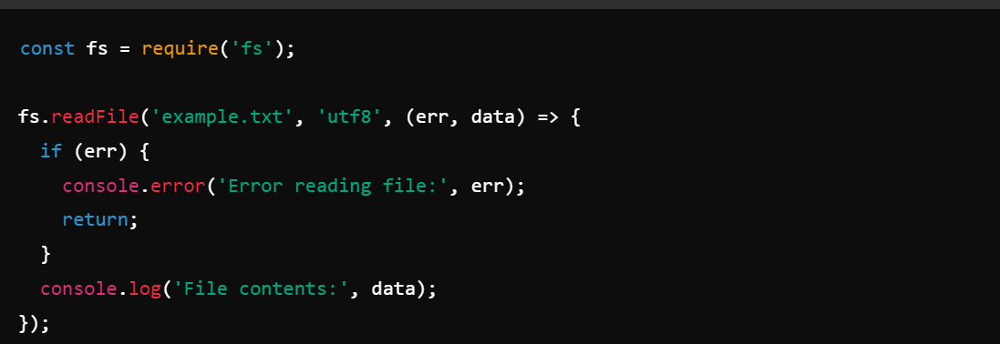 const fs = require('fs');
fs.readFile('example.txt', 'utf8', (err, data) => {
  if (err) {
    console.error('Error reading file:', err);
    return;
  }
  console.log('File contents:', data);
});